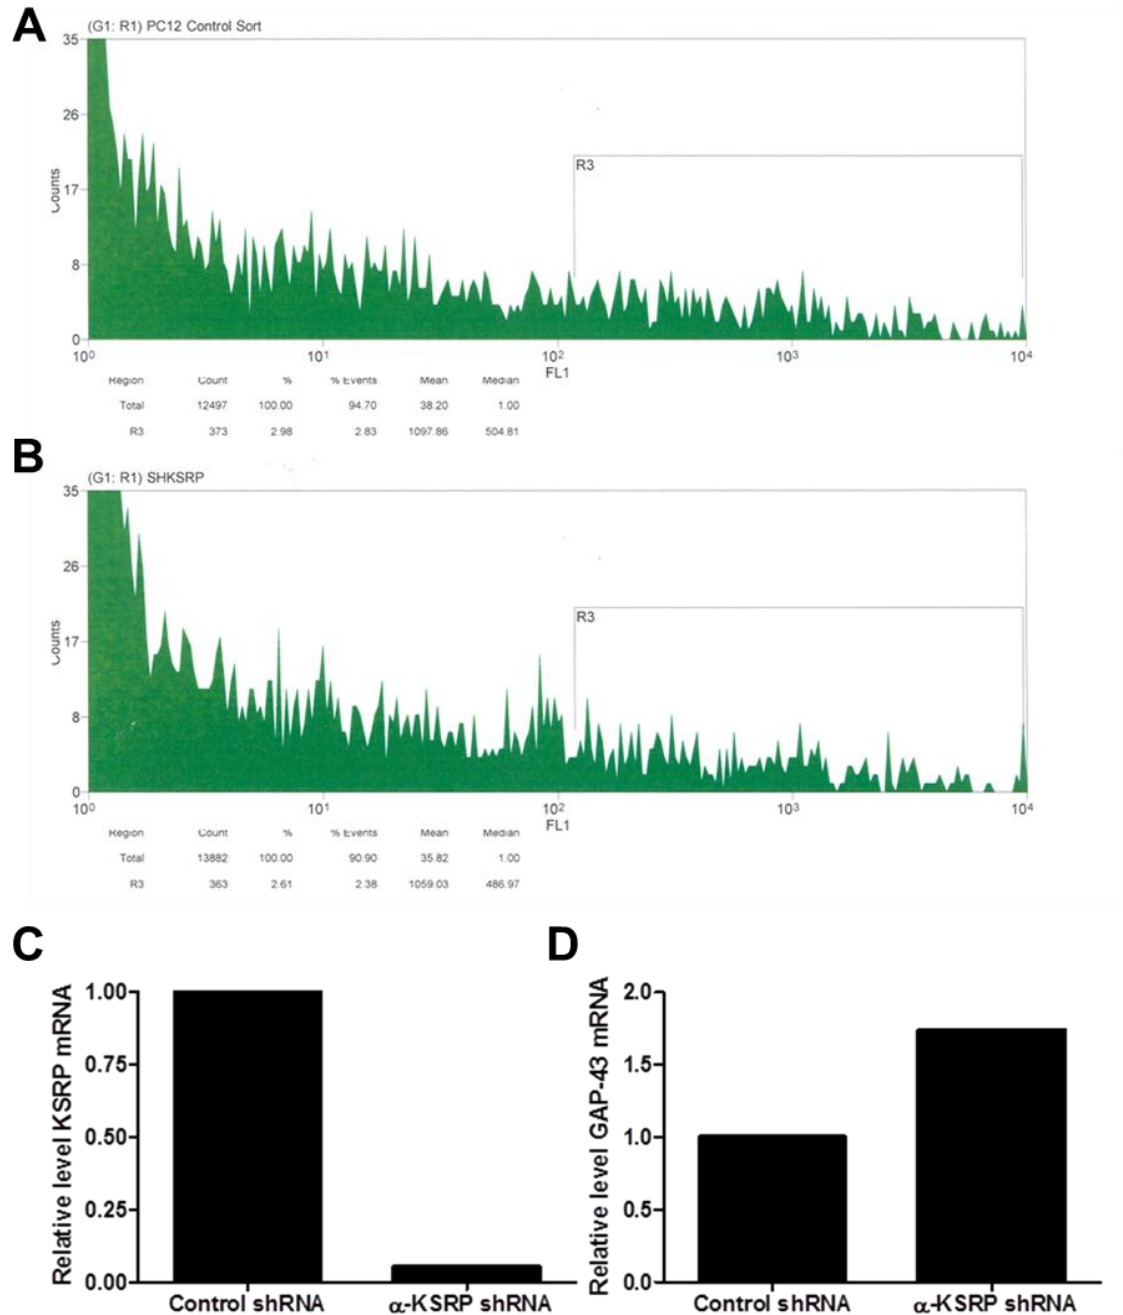 A
(G1: R1) PC12 Control Sort
35
26
17
8
0
Counts
R3
10⁰ 10¹ 10² 10³ 10⁴
FL1
Region Count % % Events Mean Median
Total 12497 100.00 94.70 38.20 1.00
R3 373 2.98 2.83 1097.86 504.81
B
(G1: R1) SHKSRP
35
26
17
8
0
Counts
R3
10⁰ 10¹ 10² 10³ 10⁴
FL1
Region Count % % Events Mean Median
Total 13882 100.00 90.90 35.82 1.00
R3 363 2.61 2.38 1059.03 486.97
C
Relative level KSRP mRNA
1.00
0.75
0.50
0.25
0.00
Control shRNA α-KSRP shRNA
D
Relative level GAP-43 mRNA
2.0
1.5
1.0
0.5
0.0
Control shRNA α-KSRP shRNA